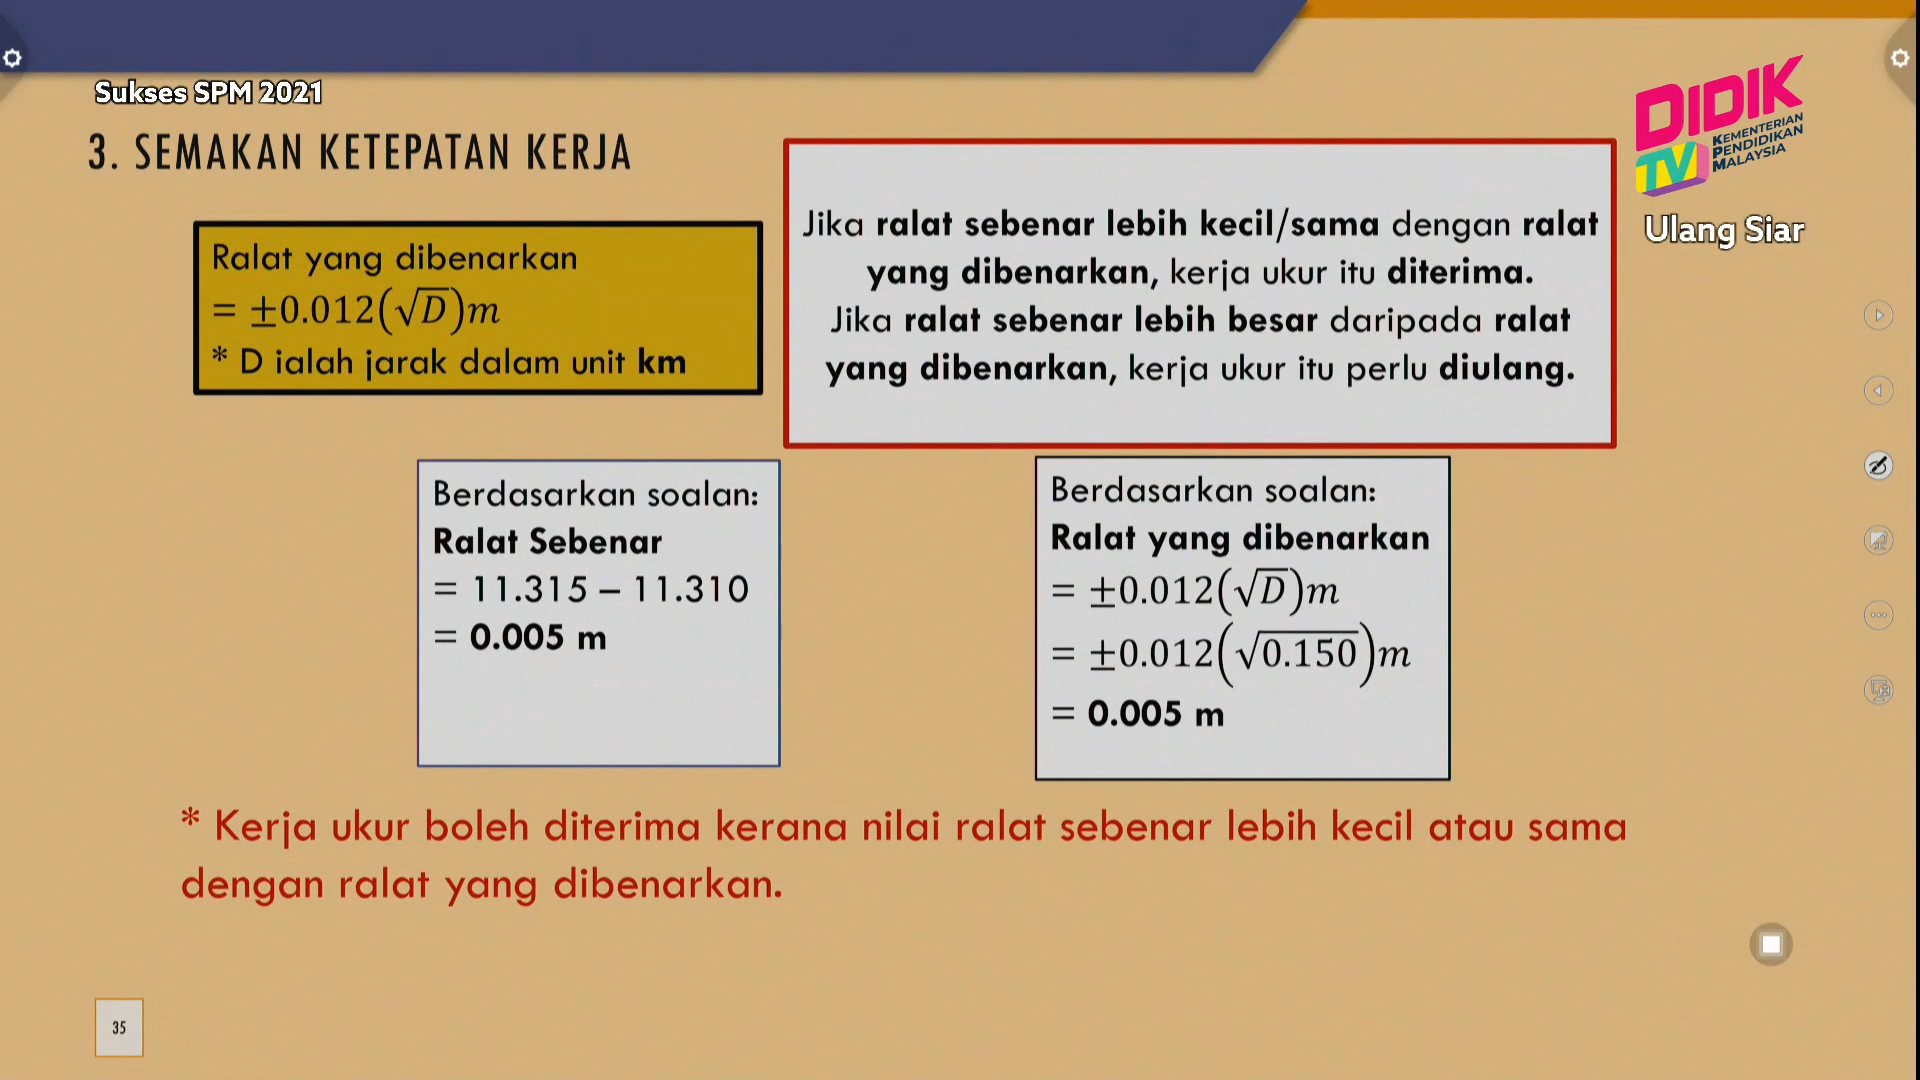 Sukses SPM 2021
3. SEMAKAN KETEPATAN KERJA
DIDIK
TV
KEMENTERIAN
PENDIDIKAN
MALAYSIA
Ulang Siar
Ralat yang dibenarkan
= ±0.012(√D)m
* D ialah jarak dalam unit km
Jika ralat sebenar lebih kecil/sama dengan ralat
yang dibenarkan, kerja ukur itu diterima.
Jika ralat sebenar lebih besar daripada ralat
yang dibenarkan, kerja ukur itu perlu diulang.
Berdasarkan soalan:
Ralat Sebenar
= 11.315 – 11.310
= 0.005 m
Berdasarkan soalan:
Ralat yang dibenarkan
= ±0.012(√D)m
= ±0.012(√0.150)m
= 0.005 m
* Kerja ukur boleh diterima kerana nilai ralat sebenar lebih kecil atau sama
dengan ralat yang dibenarkan.
35